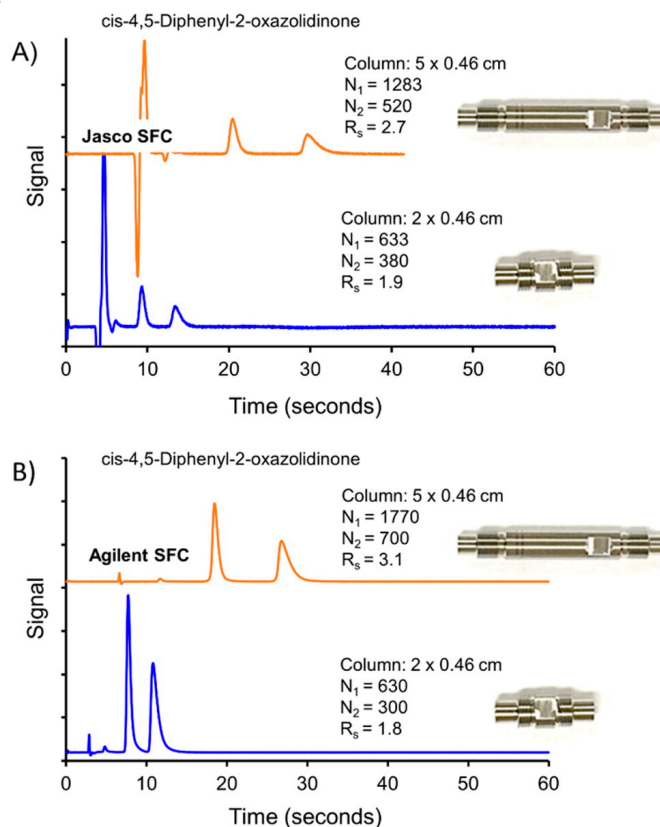 A)
cis-4,5-Diphenyl-2-oxazolidinone
Column: 5 x 0.46 cm
N₁ = 1283
N₂ = 520
Rₛ = 2.7
Jasco SFC
Signal
Column: 2 x 0.46 cm
N₁ = 633
N₂ = 380
Rₛ = 1.9
0 10 20 30 40 50 60
Time (seconds)
B)
cis-4,5-Diphenyl-2-oxazolidinone
Column: 5 x 0.46 cm
N₁ = 1770
N₂ = 700
Rₛ = 3.1
Agilent SFC
Signal
Column: 2 x 0.46 cm
N₁ = 630
N₂ = 300
Rₛ = 1.8
0 10 20 30 40 50 60
Time (seconds)